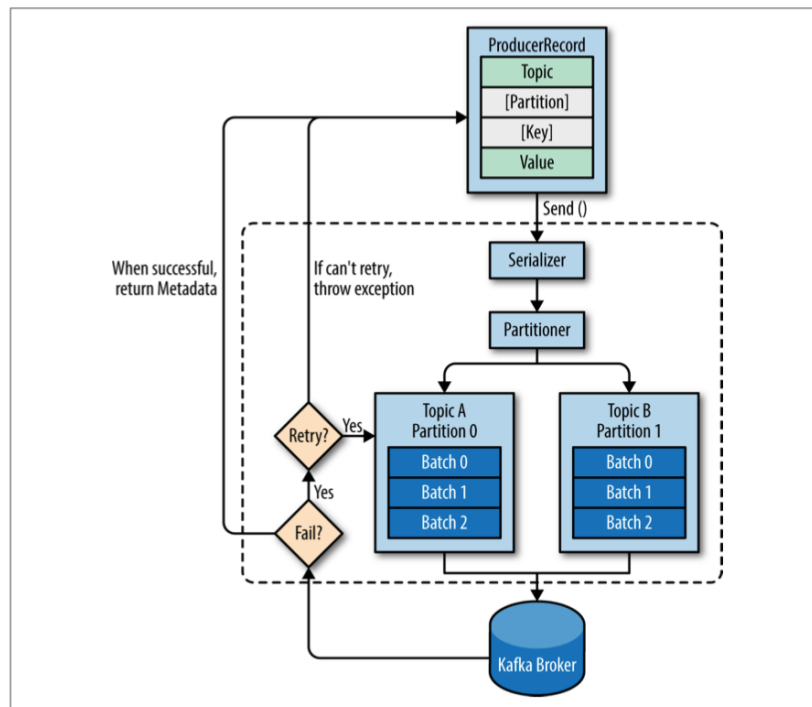 ProducerRecord
Topic
[Partition]
[Key]
Value
Send ()
When successful,
return Metadata
If can't retry,
throw exception
Serializer
Partitioner
Topic A
Partition 0
Batch 0
Batch 1
Batch 2
Topic B
Partition 1
Batch 0
Batch 1
Batch 2
Retry?
Yes
Yes
Fail?
Kafka Broker